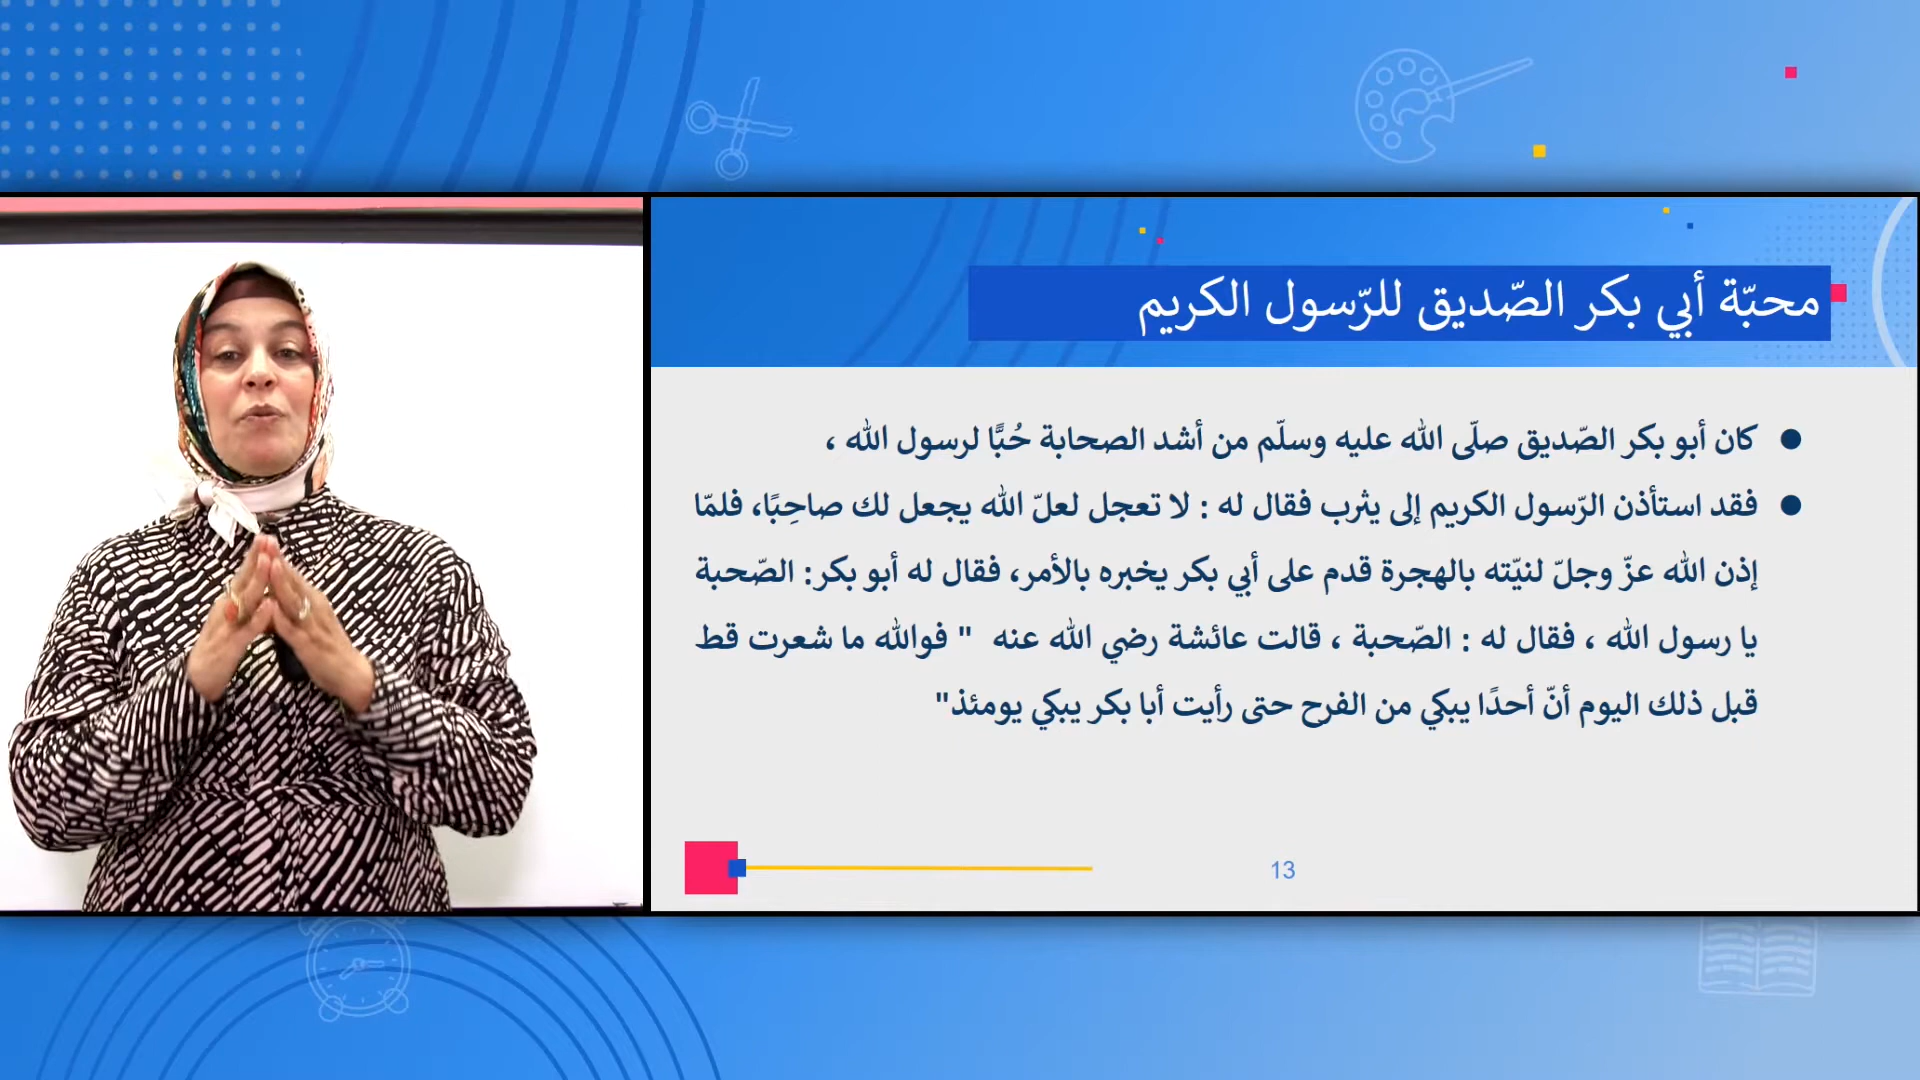 محبّة أبي بكر الصّديق للرّسول الكريم
كان أبو بكر الصّديق صلّى الله عليه وسلّم من أشد الصحابة حُبًّا لرسول الله ،
فقد استأذن الرّسول الكريم إلى يثرب فقال له : لا تعجل لعلّ الله يجعل لك صاحِبًا، فلمّا
إذن الله عزّ وجلّ لنيّته بالهجرة قدم على أبي بكر يخبره بالأمر، فقال له أبو بكر: الصّحبة
يا رسول الله ، فقال له : الصّحبة ، قالت عائشة رضي الله عنه " فوالله ما شعرت قط
قبل ذلك اليوم أنّ أحدًا يبكي من الفرح حتى رأيت أبا بكر يبكي يومئذ"
13